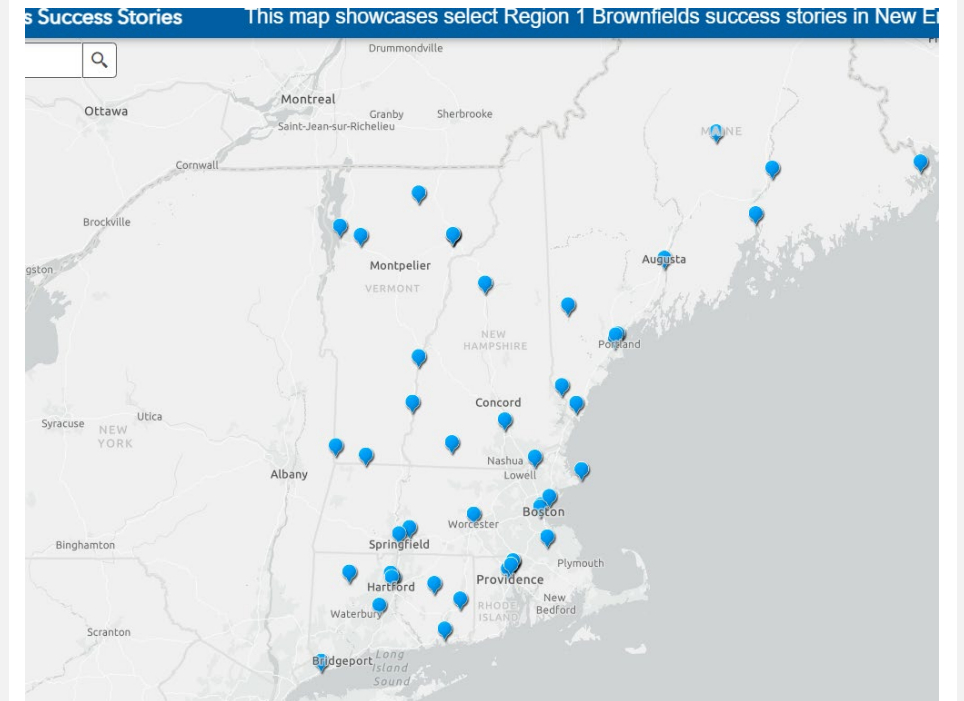 s Success Stories
This map showcases select Region 1 Brownfields success stories in New
Drummondville
Montreal
Ottawa
Granby
Sherbrooke
Saint-Jean-sur-Richelieu
MAINE
Cornwall
Brockville
gston
Montpelier
Augusta
VERMONT
NEW
HAMPSHIRE
Portland
Syracuse
Utica
NEW
YORK
Concord
Albany
Nashua
Lowell
Boston
Worcester
Springfield
Binghamton
Plymouth
Hartford
Providence
Waterbury
RHODE
ISLAND
New
Bedford
Scranton
Bridgeport
Long
Island
Sound